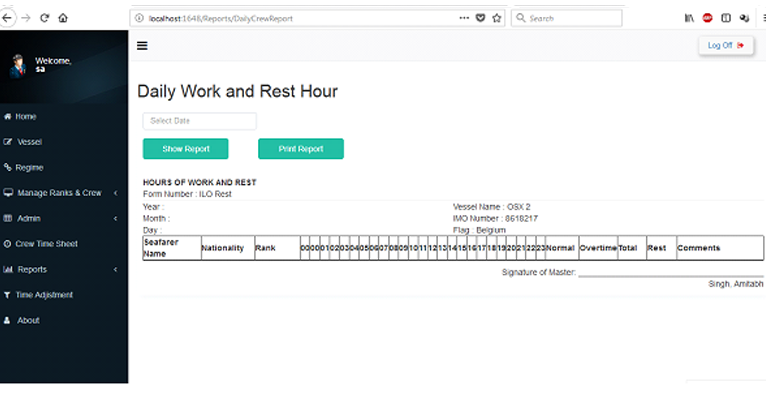 localhost:1648/Reports/DailyCrewReport
Search
Welcome,
sa
Log Off
Home
Vessel
Regime
Manage Ranks & Crew
Admin
Crew Time Sheet
Reports
Time Adjistment
About
Daily Work and Rest Hour
Select Date
Show Report Print Report
HOURS OF WORK AND REST
Form Number : ILO Rest
Year : Vessel Name : OSX 2
Month : IMO Number : 8618217
Day : Flag : Belgium
Seafarer Name Nationality Rank 00 00 01 02 03 04 05 06 07 08 09 10 11 12 13 14 15 16 17 18 19 20 21 22 23 Normal Overtime Total Rest Comments
Signature of Master:
Singh, Amitabh